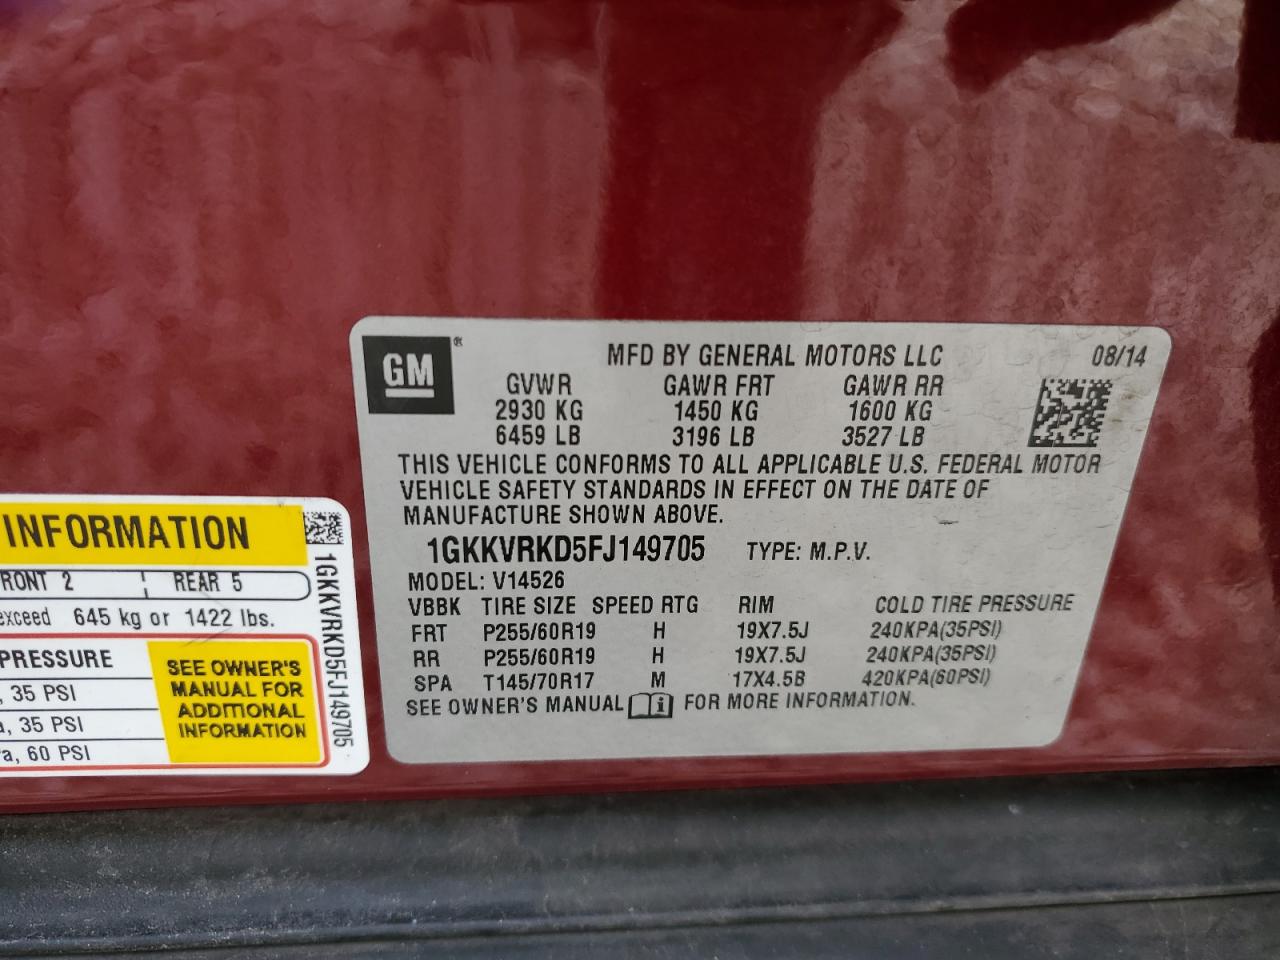 GM ®
MFD BY GENERAL MOTORS LLC 08/14
GVWR GAWR FRT GAWR RR
2930 KG 1450 KG 1600 KG
6459 LB 3196 LB 3527 LB
THIS VEHICLE CONFORMS TO ALL APPLICABLE U.S. FEDERAL MOTOR
VEHICLE SAFETY STANDARDS IN EFFECT ON THE DATE OF
MANUFACTURE SHOWN ABOVE.
1GKKVRKD5FJ149705 TYPE: M.P.V.
MODEL: V14526
VBBK TIRE SIZE SPEED RTG RIM COLD TIRE PRESSURE
FRT P255/60R19 H 19X7.5J 240KPA(35PSI)
RR P255/60R19 H 19X7.5J 240KPA(35PSI)
SPA T145/70R17 M 17X4.5B 420KPA(60PSI)
SEE OWNER'S MANUAL i FOR MORE INFORMATION.
INFORMATION
RONT 2 REAR 5
exceed 645 kg or 1422 lbs.
PRESSURE
, 35 PSI
a, 35 PSI
a, 60 PSI
SEE OWNER'S
MANUAL FOR
ADDITIONAL
INFORMATION
1GKKVRKD5FJ149705